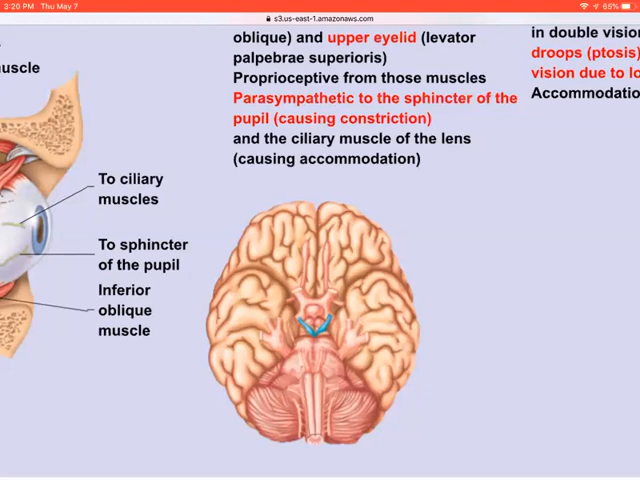 3:20 PM Thu May 7
s3.us-east-1.amazonaws.com
65%
muscle
To ciliary
muscles
To sphincter
of the pupil
Inferior
oblique
muscle
oblique) and upper eyelid (levator
palpebrae superioris)
Proprioceptive from those muscles
Parasympathetic to the sphincter of the
pupil (causing constriction)
and the ciliary muscle of the lens
(causing accommodation)
in double vision
droops (ptosis)
vision due to lo
Accommodatio